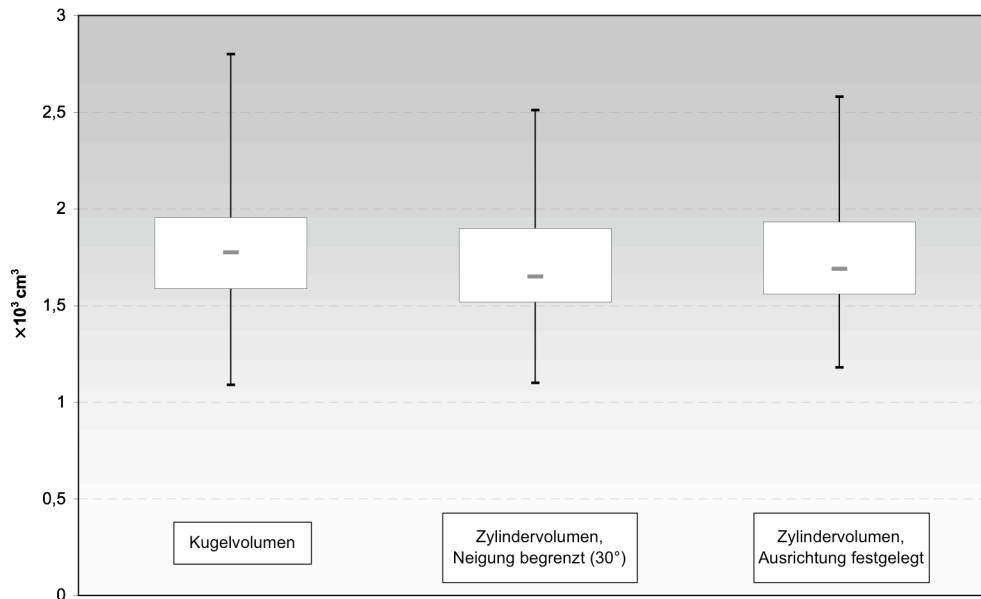 3
2,5
2
1,5
1
0,5
0
×10³ cm³
Kugelvolumen
Zylindervolumen,
Neigung begrenzt (30°)
Zylindervolumen,
Ausrichtung festgelegt